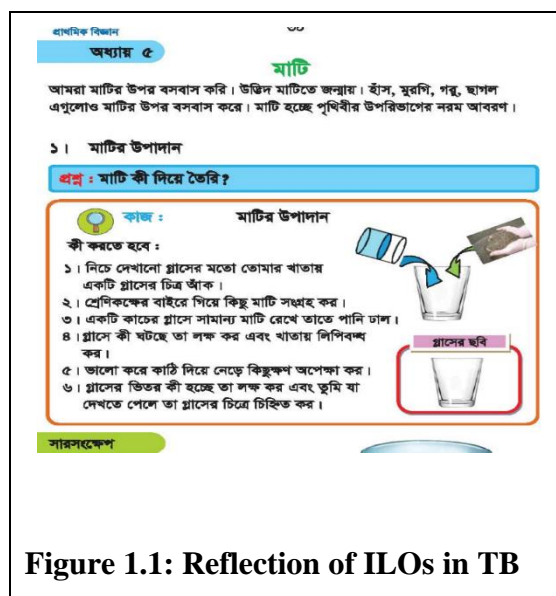 প্রাথমিক বিজ্ঞান
অধ্যায় ৫
মাটি
আমরা মাটির উপর বসবাস করি। উদ্ভিদ মাটিতে জন্মায়। হাঁস, মুরগি, গরু, ছাগল
এগুলোও মাটির উপর বসবাস করে। মাটি হচ্ছে পৃথিবীর উপরিভাগের নরম আবরণ।
১। মাটির উপাদান
প্রশ্ন : মাটি কী দিয়ে তৈরি?
কাজ : মাটির উপাদান
কী করতে হবে :
১। নিচে দেখানো গ্লাসের মতো তোমার খাতায়
একটি গ্লাসের চিত্র আঁক।
২। শ্রেণিকক্ষের বাইরে গিয়ে কিছু মাটি সংগ্রহ কর।
৩। একটি কাচের গ্লাসে সামান্য মাটি রেখে তাতে পানি ঢাল।
৪। গ্লাসে কী ঘটছে তা লক্ষ কর এবং খাতায় লিপিবদ্ধ
কর।
৫। ভালো করে কাঠি দিয়ে নেড়ে কিছুক্ষণ অপেক্ষা কর।
৬। গ্লাসের ভিতর কী হচ্ছে তা লক্ষ কর এবং তুমি যা
দেখতে পেলে তা গ্লাসের চিত্রে চিহ্নিত কর।
গ্লাসের ছবি
সারসংক্ষেপ
Figure 1.1: Reflection of ILOs in TB